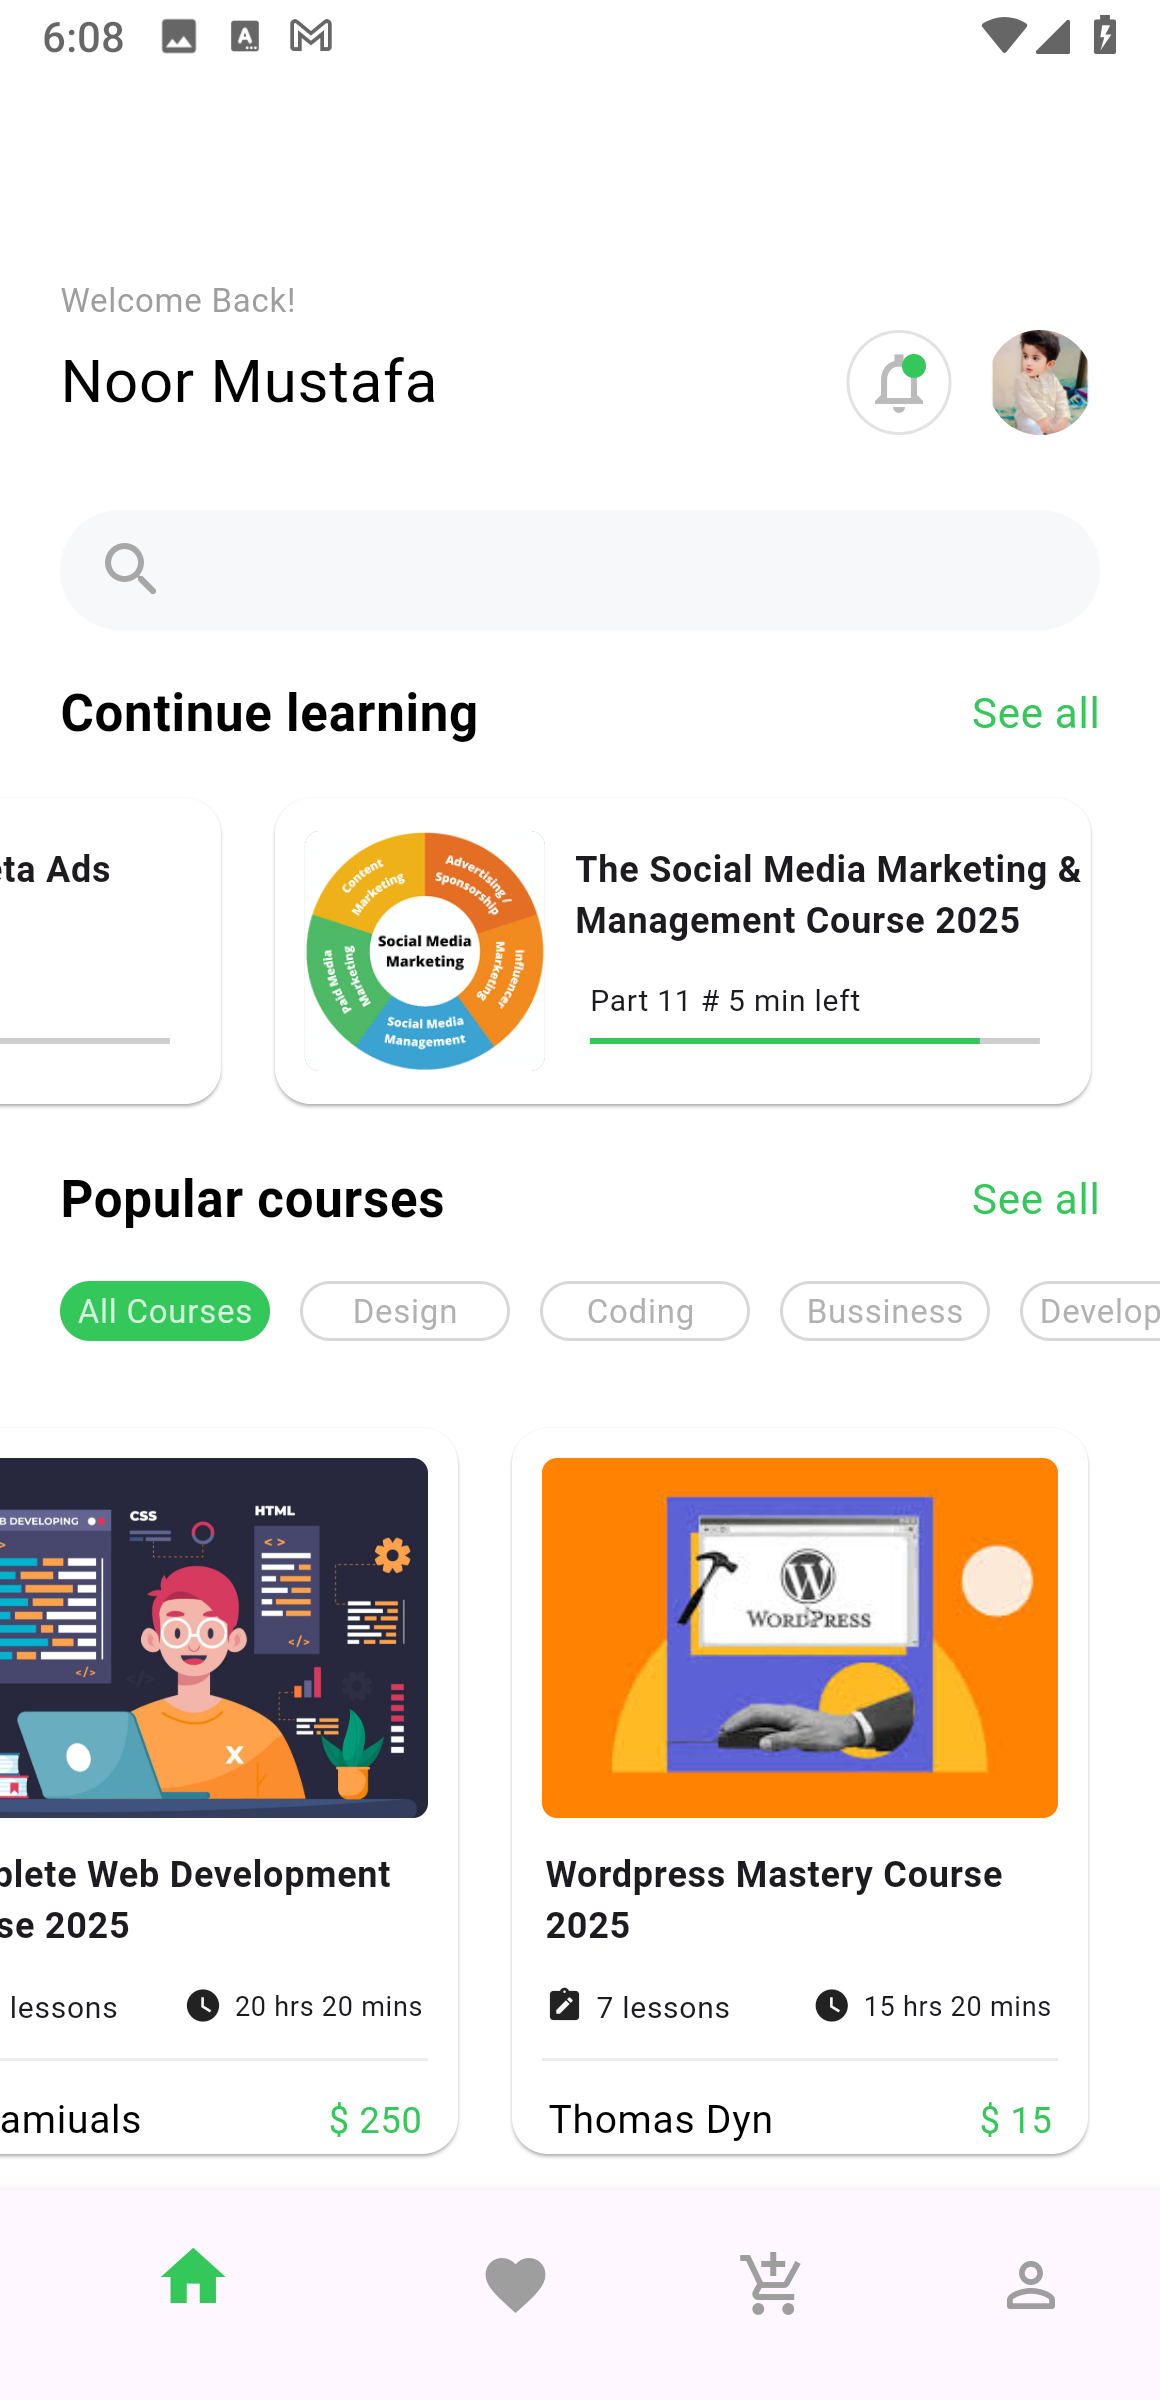 6:08
Welcome Back!
Noor Mustafa
Continue learning
See all
Ads
The Social Media Marketing &
Management Course 2025
Content Marketing
Advertising / Sponsorship
Social Media
Marketing
Paid Media Marketing
Influencer Marketing
Social Media
Management
Part 11 # 5 min left
Popular courses
See all
All Courses
Design
Coding
Bussiness
Develop
B DEVELOPING
CSS
HTML
< >
</>
</>
</>
X
WORDPRESS
plete Web Development
se 2025
Wordpress Mastery Course
2025
lessons
20 hrs 20 mins
7 lessons
15 hrs 20 mins
amiuals
$ 250
Thomas Dyn
$ 15